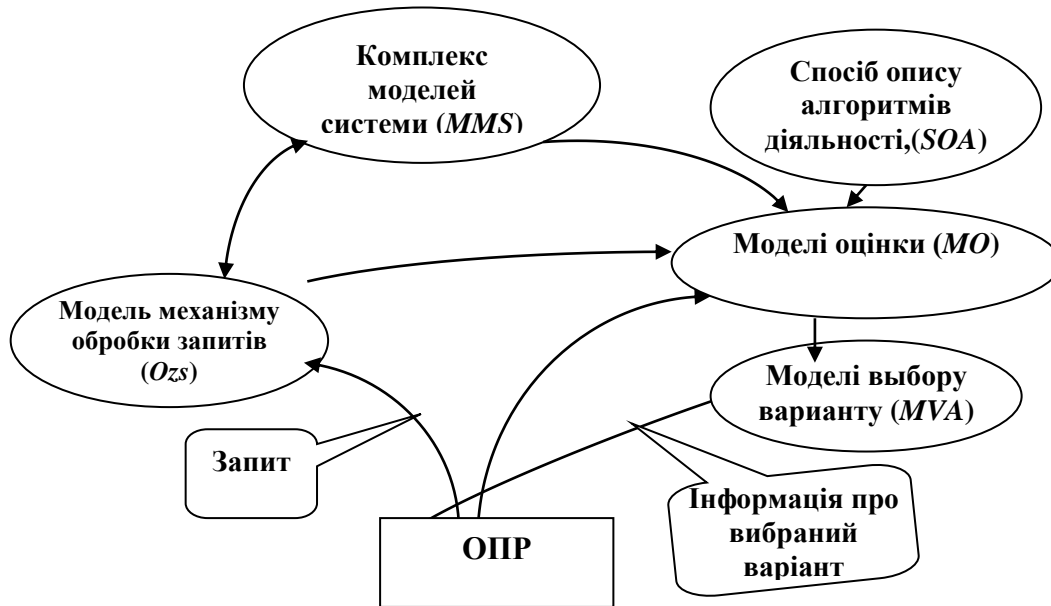 Комплекс
моделей
системи (MMS)
Спосіб опису
алгоритмів
діяльності,(SOA)
Моделі оцінки (MO)
Модель механізму
обробки запитів
(Ozs)
Моделі выбору
варианту (MVA)
Запит
Інформація про
вибраний
варіант
ОПР